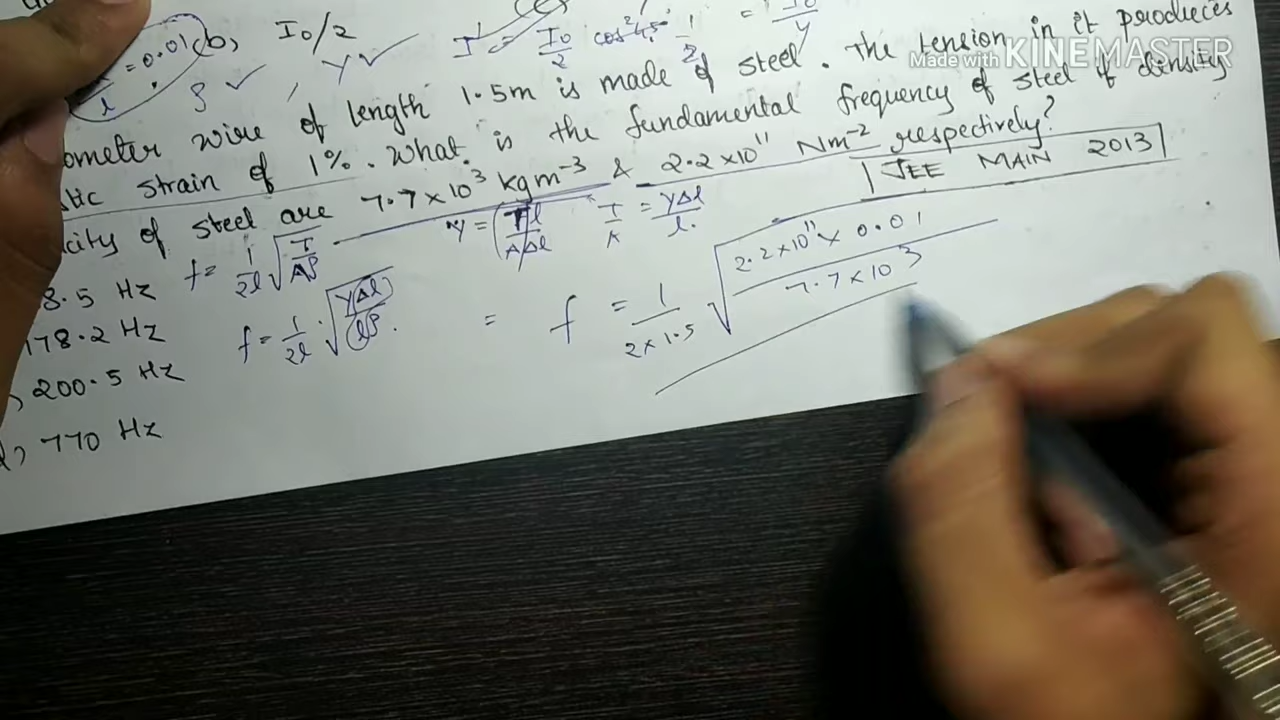 = 0.01 (b, I0/2 I = I0/2 cos²45 1/2 = I0/4
l ρ ✓ , Y ✓
Made with KINEMASTER
ometer wire of length 1.5m is made of steel. The tension in it produces
tic strain of 1%. What is the fundamental frequency of steel if density
city of steel are 7.7×10³ kgm⁻³ & 2.2×10¹¹ Nm⁻² respectively?
JEE MAIN 2013
8.5 Hz f = 1/2l √(T/Aρ) Y = (Tl/AΔl) T/A = YΔl/l.
178.2 Hz f = 1/2l √(YΔl/lρ). = f = 1/(2×1.5) √(2.2×10¹¹ × 0.01/7.7×10³)
), 200.5 Hz
), 770 Hz